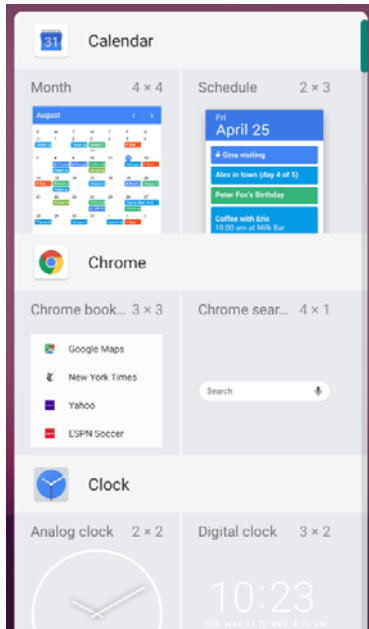 31
Calendar
Month 4 × 4
Schedule 2 × 3
August
Fri
April 25
Gina visiting
Alex in town (day 4 of 5)
Peter Fox's Birthday
Coffee with Eric
10:00 am at Milk Bar
Chrome
Chrome book... 3 × 3
Chrome sear... 4 × 1
Google Maps
New York Times
Yahoo
ESPN Soccer
Search
Clock
Analog clock 2 × 2
Digital clock 3 × 2
10:23